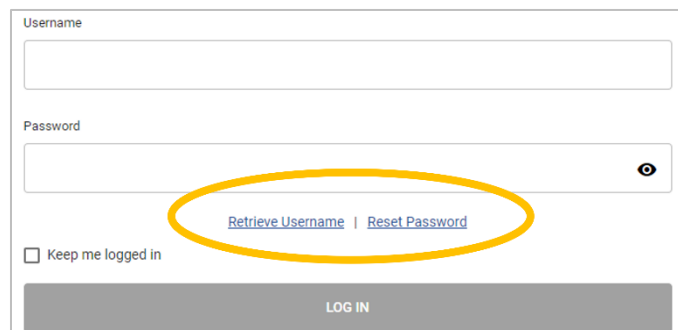 Username
Password
Retrieve Username | Reset Password
Keep me logged in
LOG IN